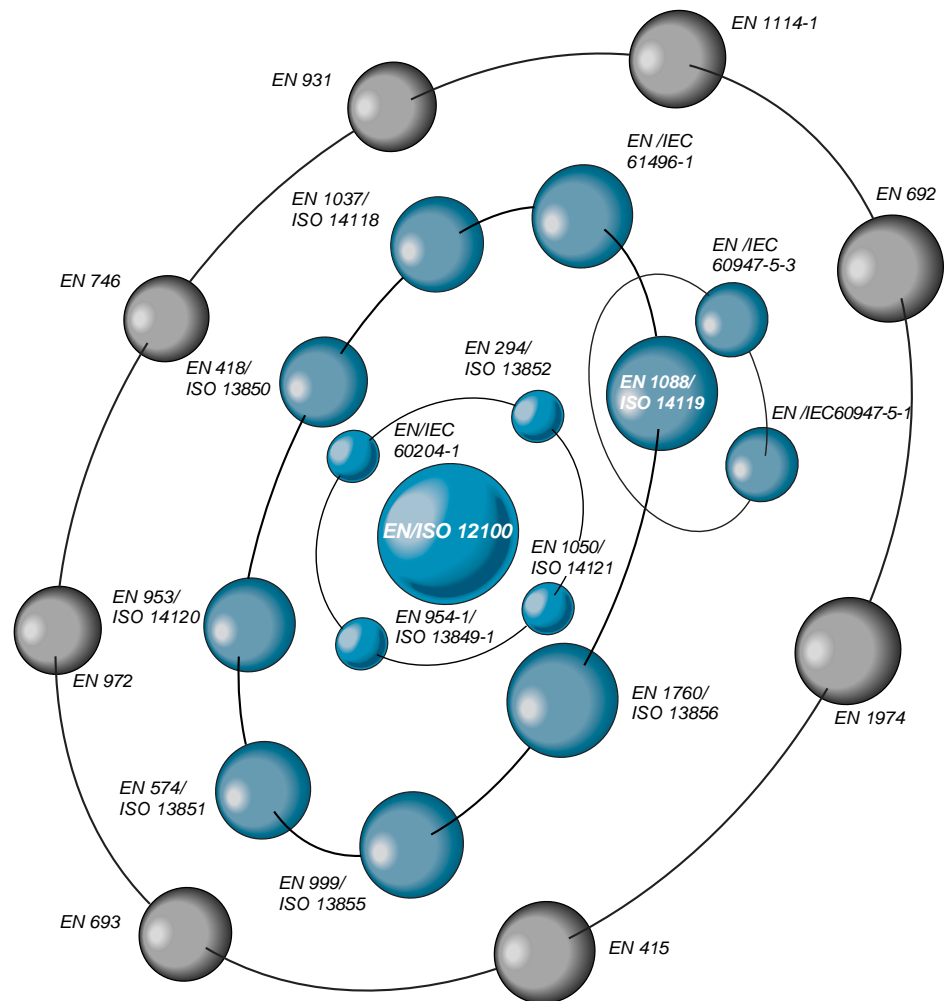 EN 1114-1
EN 931
EN /IEC
61496-1
EN 1037/
ISO 14118
EN 692
EN /IEC
60947-5-3
EN 746
EN 294/
ISO 13852
EN 418/
ISO 13850
EN 1088/
ISO 14119
EN /IEC60947-5-1
EN/IEC
60204-1
EN/ISO 12100
EN 1050/
ISO 14121
EN 953/
ISO 14120
EN 954-1/
ISO 13849-1
EN 972
EN 1760/
ISO 13856
EN 1974
EN 574/
ISO 13851
EN 999/
ISO 13855
EN 693
EN 415